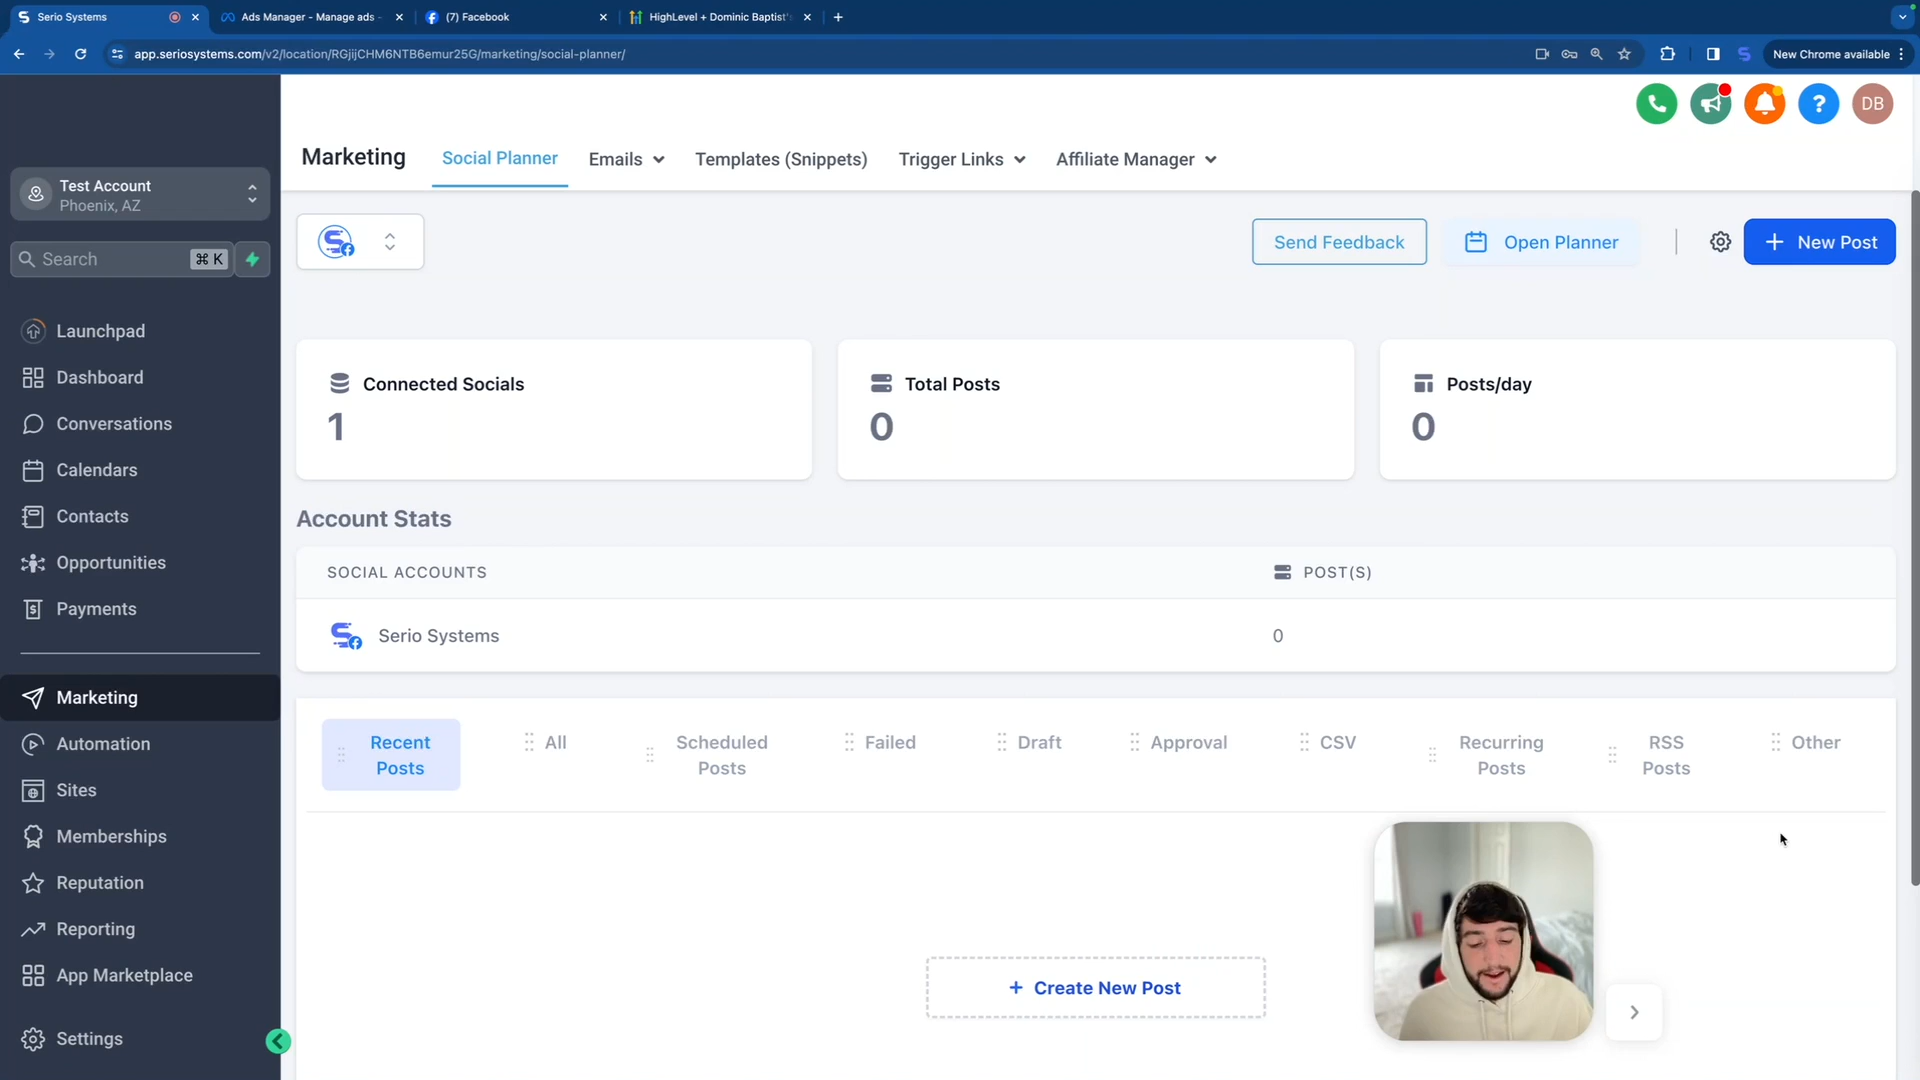 Serio Systems
Ads Manager - Manage ads -
(7) Facebook
HighLevel + Dominic Baptist's
app.seriosystems.com/v2/location/RGjijCHM6NTB6emur25G/marketing/social-planner/
New Chrome available
DB
Marketing
Social Planner
Emails
Templates (Snippets)
Trigger Links
Affiliate Manager
Test Account
Phoenix, AZ
Search
⌘ K
Launchpad
Dashboard
Conversations
Calendars
Contacts
Opportunities
Payments
Marketing
Automation
Sites
Memberships
Reputation
Reporting
App Marketplace
Settings
Send Feedback
Open Planner
+ New Post
Connected Socials
1
Total Posts
0
Posts/day
0
Account Stats
SOCIAL ACCOUNTS
POST(S)
Serio Systems
0
Recent
Posts
All
Scheduled
Posts
Failed
Draft
Approval
CSV
Recurring
Posts
RSS
Posts
Other
+ Create New Post